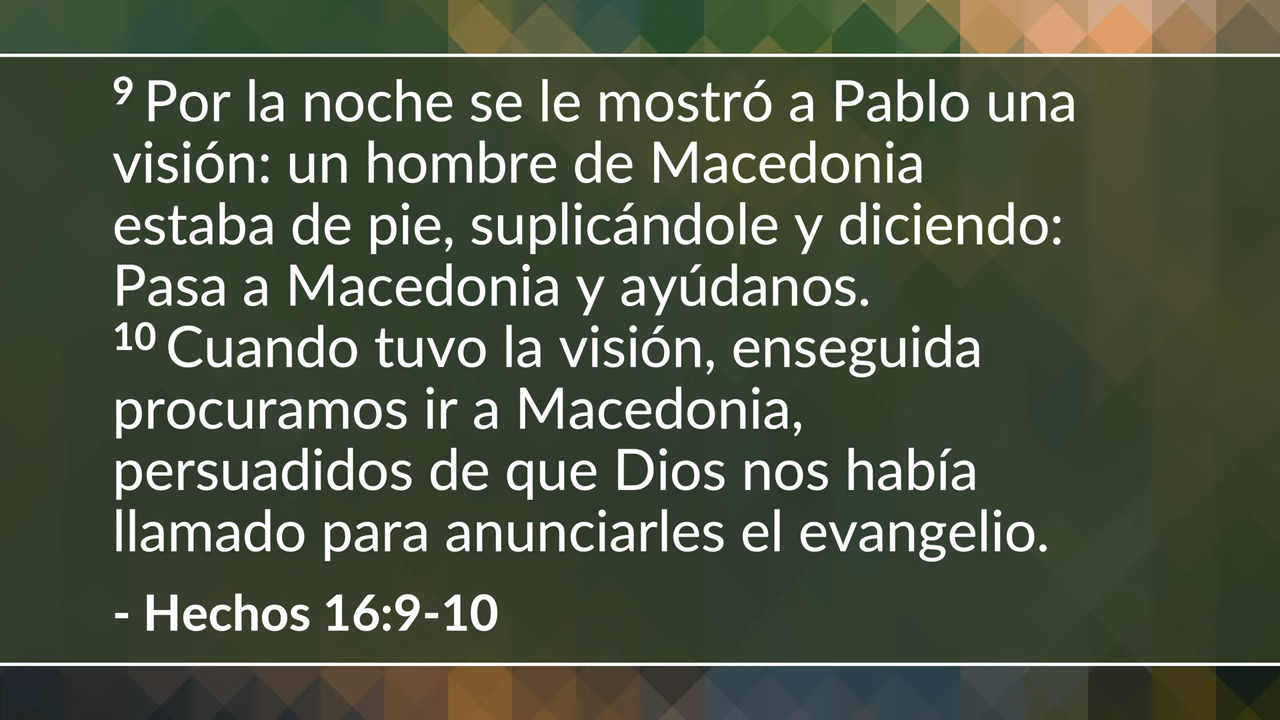 9 Por la noche se le mostró a Pablo una
visión: un hombre de Macedonia
estaba de pie, suplicándole y diciendo:
Pasa a Macedonia y ayúdanos.
10 Cuando tuvo la visión, enseguida
procuramos ir a Macedonia,
persuadidos de que Dios nos había
llamado para anunciarles el evangelio.
- Hechos 16:9-10